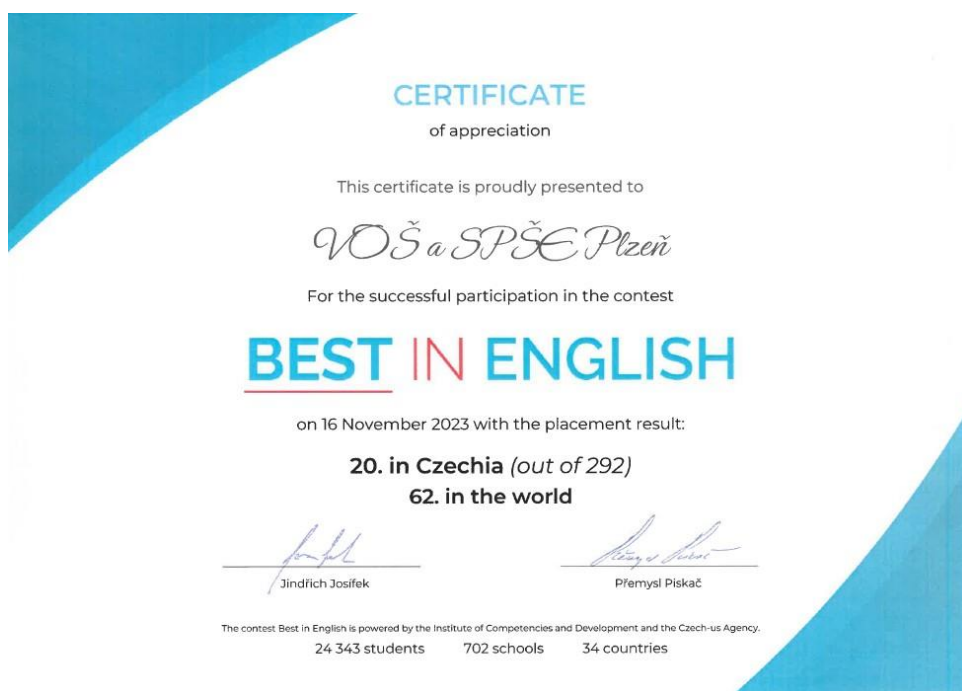 CERTIFICATE
of appreciation
This certificate is proudly presented to
VOŠ a SPŠE Plzeň
For the successful participation in the contest
BEST IN ENGLISH
on 16 November 2023 with the placement result:
20. in Czechia (out of 292)
62. in the world
Jindřich Josífek
Přemysl Piskač
The contest Best in English is powered by the Institute of Competencies and Development and the Czech-us Agency.
24 343 students 702 schools 34 countries